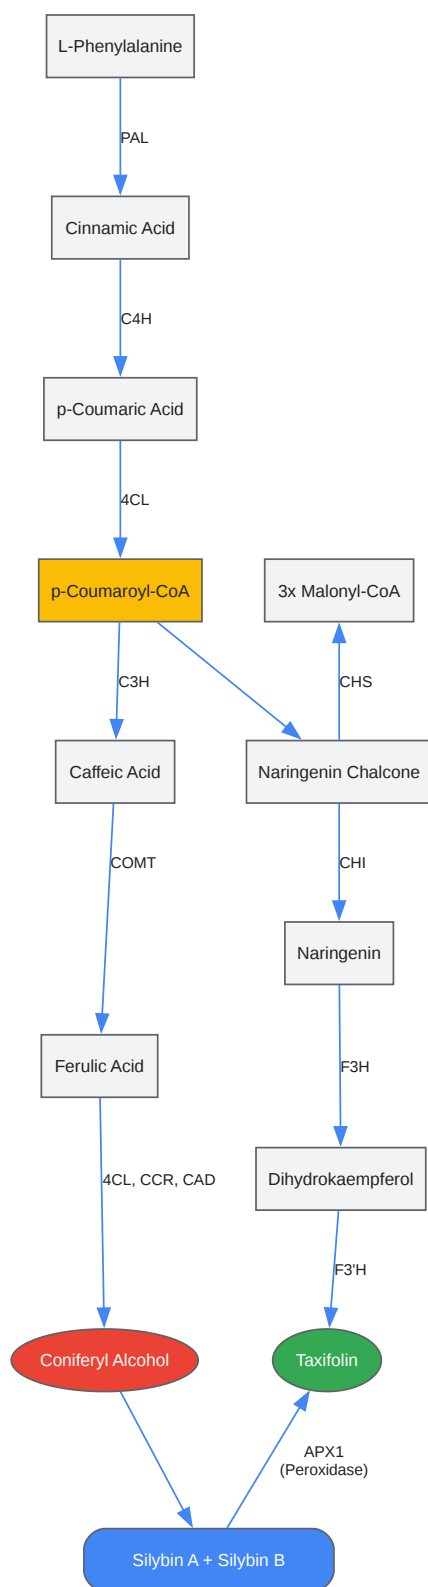 L-Phenylalanine
PAL
Cinnamic Acid
C4H
p-Coumaric Acid
4CL
p-Coumaroyl-CoA
3x Malonyl-CoA
C3H
CHS
Caffeic Acid
Naringenin Chalcone
COMT
CHI
Naringenin
Ferulic Acid
F3H
4CL, CCR, CAD
Dihydrokaempferol
F3'H
Coniferyl Alcohol
Taxifolin
APX1
(Peroxidase)
Silybin A + Silybin B